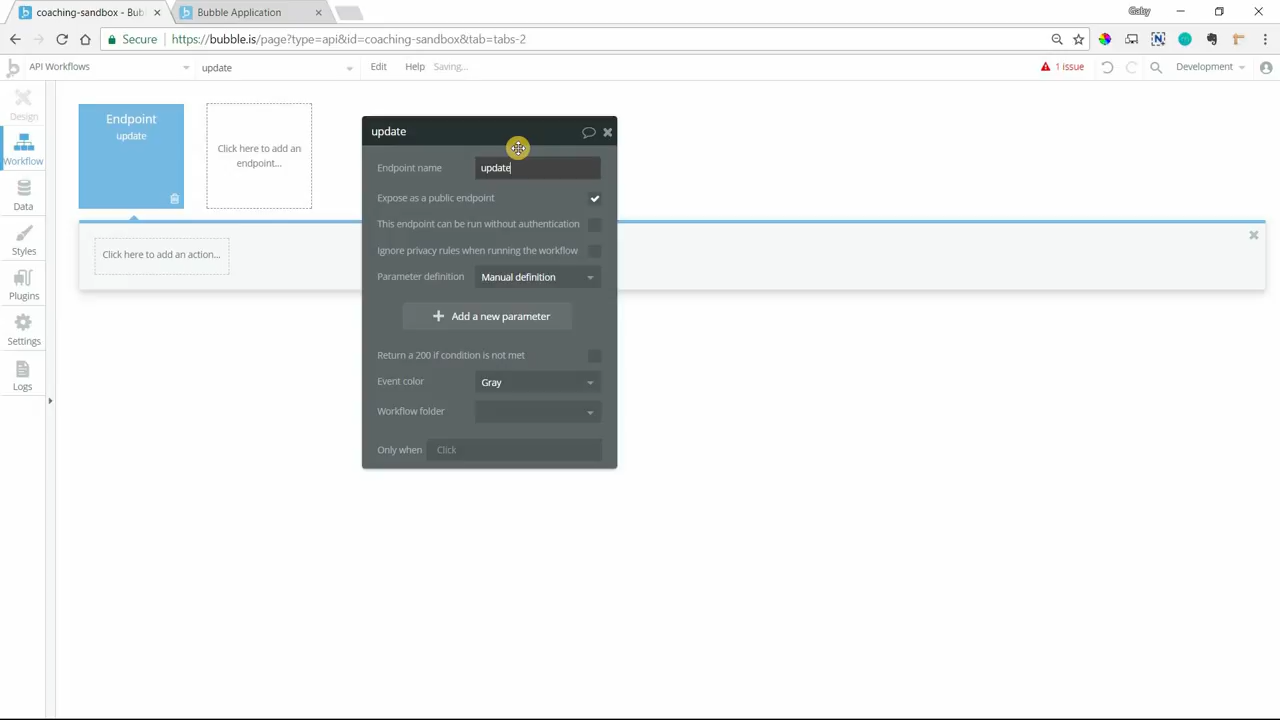 coaching-sandbox - Bub
Bubble Application
Gaby
Secure
https://bubble.is/page?type=api&id=coaching-sandbox&tab=tabs-2
API Workflows
update
Edit
Help
Saving...
1 issue
Development
Design
Workflow
Data
Styles
Plugins
Settings
Logs
Endpoint
update
Click here to add an
endpoint...
Click here to add an action...
update
Endpoint name
update
Expose as a public endpoint
This endpoint can be run without authentication
Ignore privacy rules when running the workflow
Parameter definition
Manual definition
Add a new parameter
Return a 200 if condition is not met
Event color
Gray
Workflow folder
Only when
Click